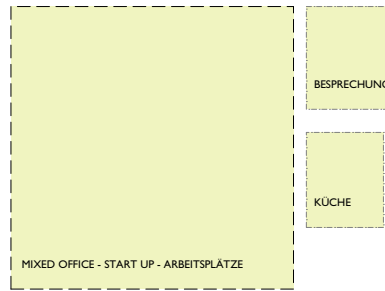 BESPRECHUNG
KÜCHE
MIXED OFFICE - START UP - ARBEITSPLÄTZE